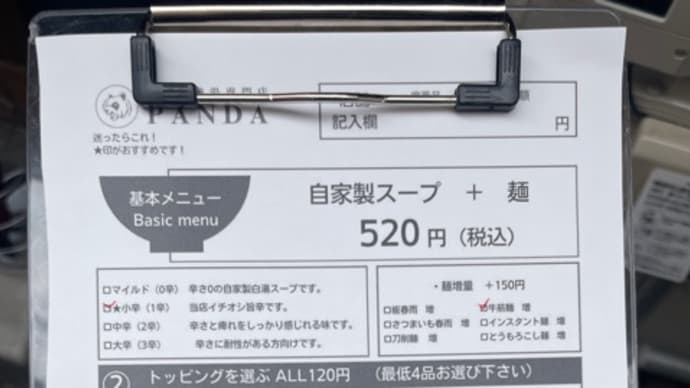 専門店
PANDA
迷ったらこれ！
★印がおすすめです！
記入欄
円
基本メニュー
Basic menu
自家製スープ ＋ 麺
520円（税込）
□マイルド（0辛） 辛さ0の自家製白湯スープです。
□★小辛（1辛） 当店イチオシ旨辛です。
□中辛（2辛） 辛さと痺れをしっかり感じれる味です。
□大辛（3辛） 辛さに耐性がある方向けです。
・麺増量 ＋150円
□板春雨 増 □牛筋麺 増
□さつまいも春雨 増 □インスタント麺 増
□刀削麺 増 □とうもろこし麺 増
② トッピングを選ぶ ALL120円 （最低4品お選び下さい）